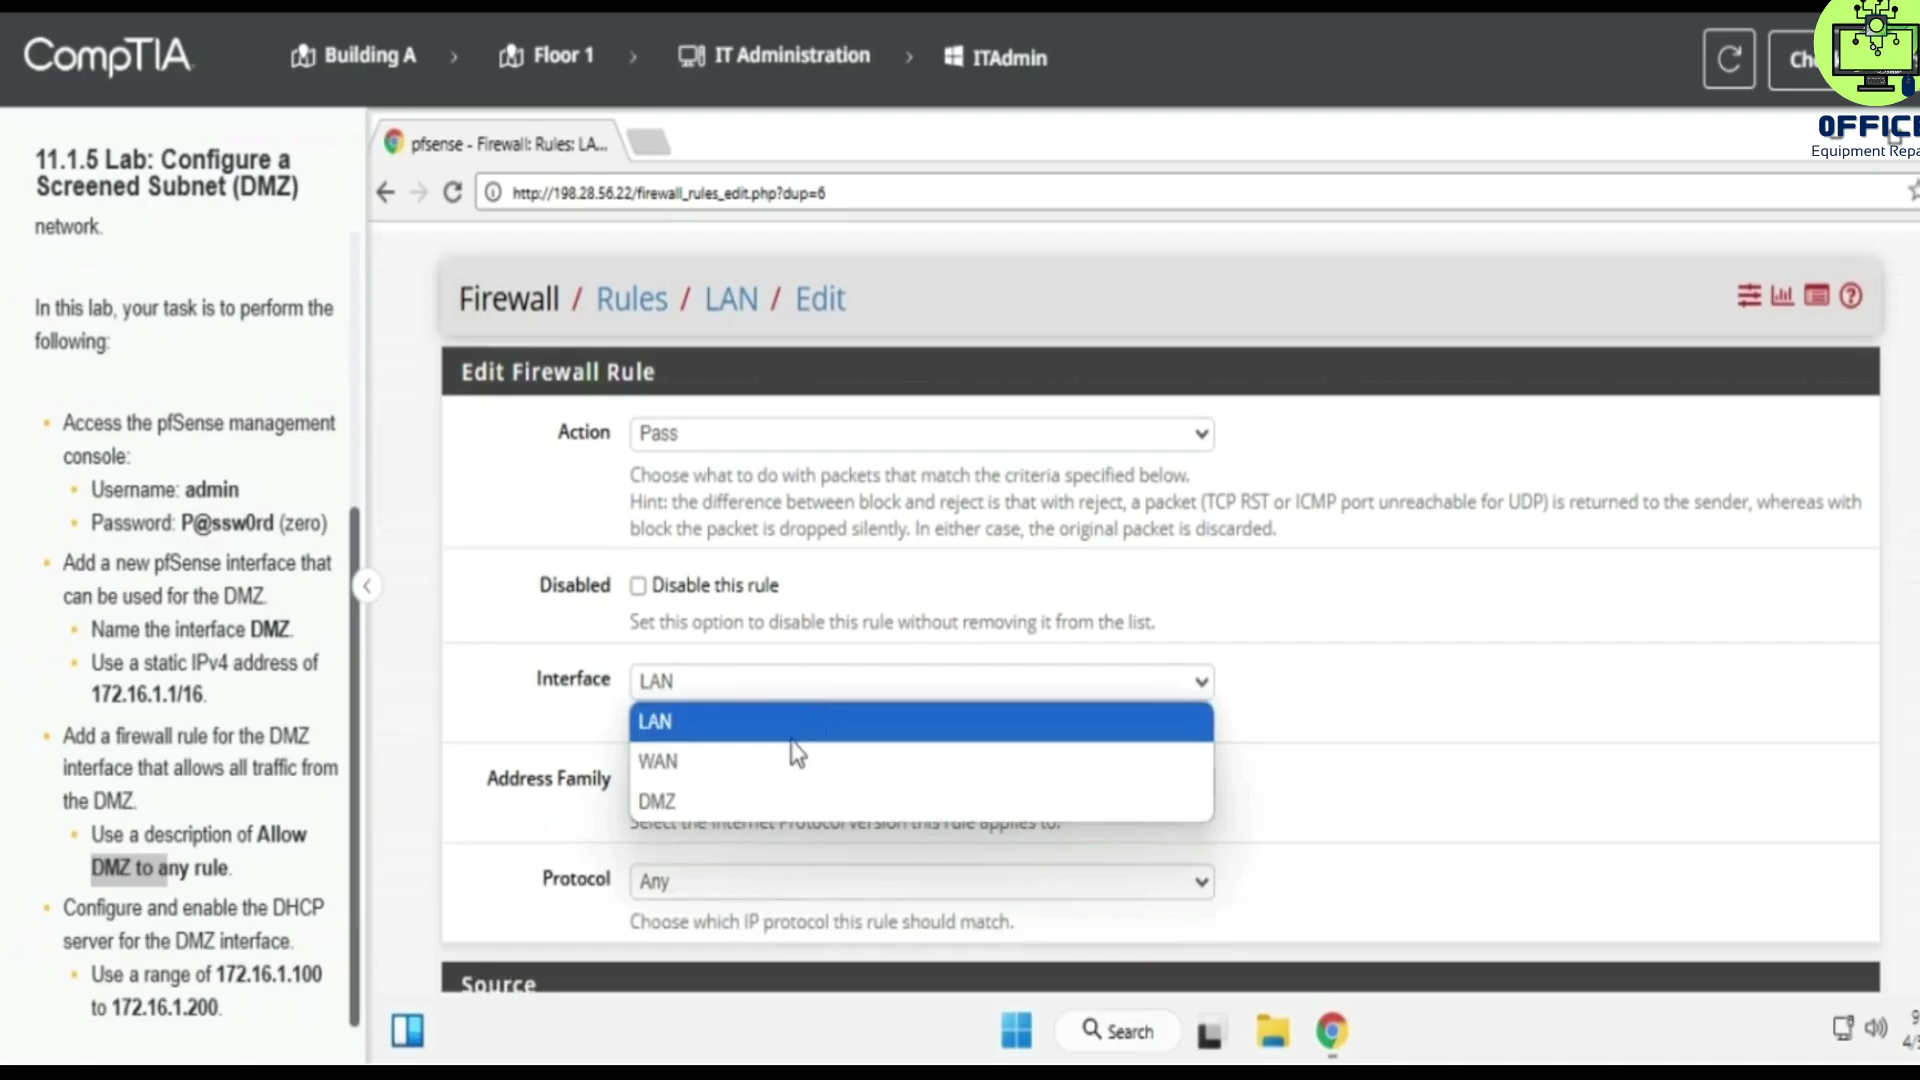 CompTIA
Building A > Floor 1 > IT Administration > ITAdmin
OFFICE
Equipment Repa
11.1.5 Lab: Configure a
Screened Subnet (DMZ)
network.
In this lab, your task is to perform the
following:
Access the pfSense management
console:
Username: admin
Password: P@ssw0rd (zero)
Add a new pfSense interface that
can be used for the DMZ.
Name the interface DMZ.
Use a static IPv4 address of
172.16.1.1/16.
Add a firewall rule for the DMZ
interface that allows all traffic from
the DMZ.
Use a description of Allow
DMZ to any rule.
Configure and enable the DHCP
server for the DMZ interface.
Use a range of 172.16.1.100
to 172.16.1.200.
pfsense - Firewall: Rules: LA...
http://198.28.56.22/firewall_rules_edit.php?dup=6
Firewall / Rules / LAN / Edit
Edit Firewall Rule
Action Pass
Choose what to do with packets that match the criteria specified below.
Hint: the difference between block and reject is that with reject, a packet (TCP RST or ICMP port unreachable for UDP) is returned to the sender, whereas with
block the packet is dropped silently. In either case, the original packet is discarded.
Disabled Disable this rule
Set this option to disable this rule without removing it from the list.
Interface LAN
LAN
WAN
DMZ
Address Family
Select the Internet Protocol version this rule applies to.
Protocol Any
Choose which IP protocol this rule should match.
Source
Search